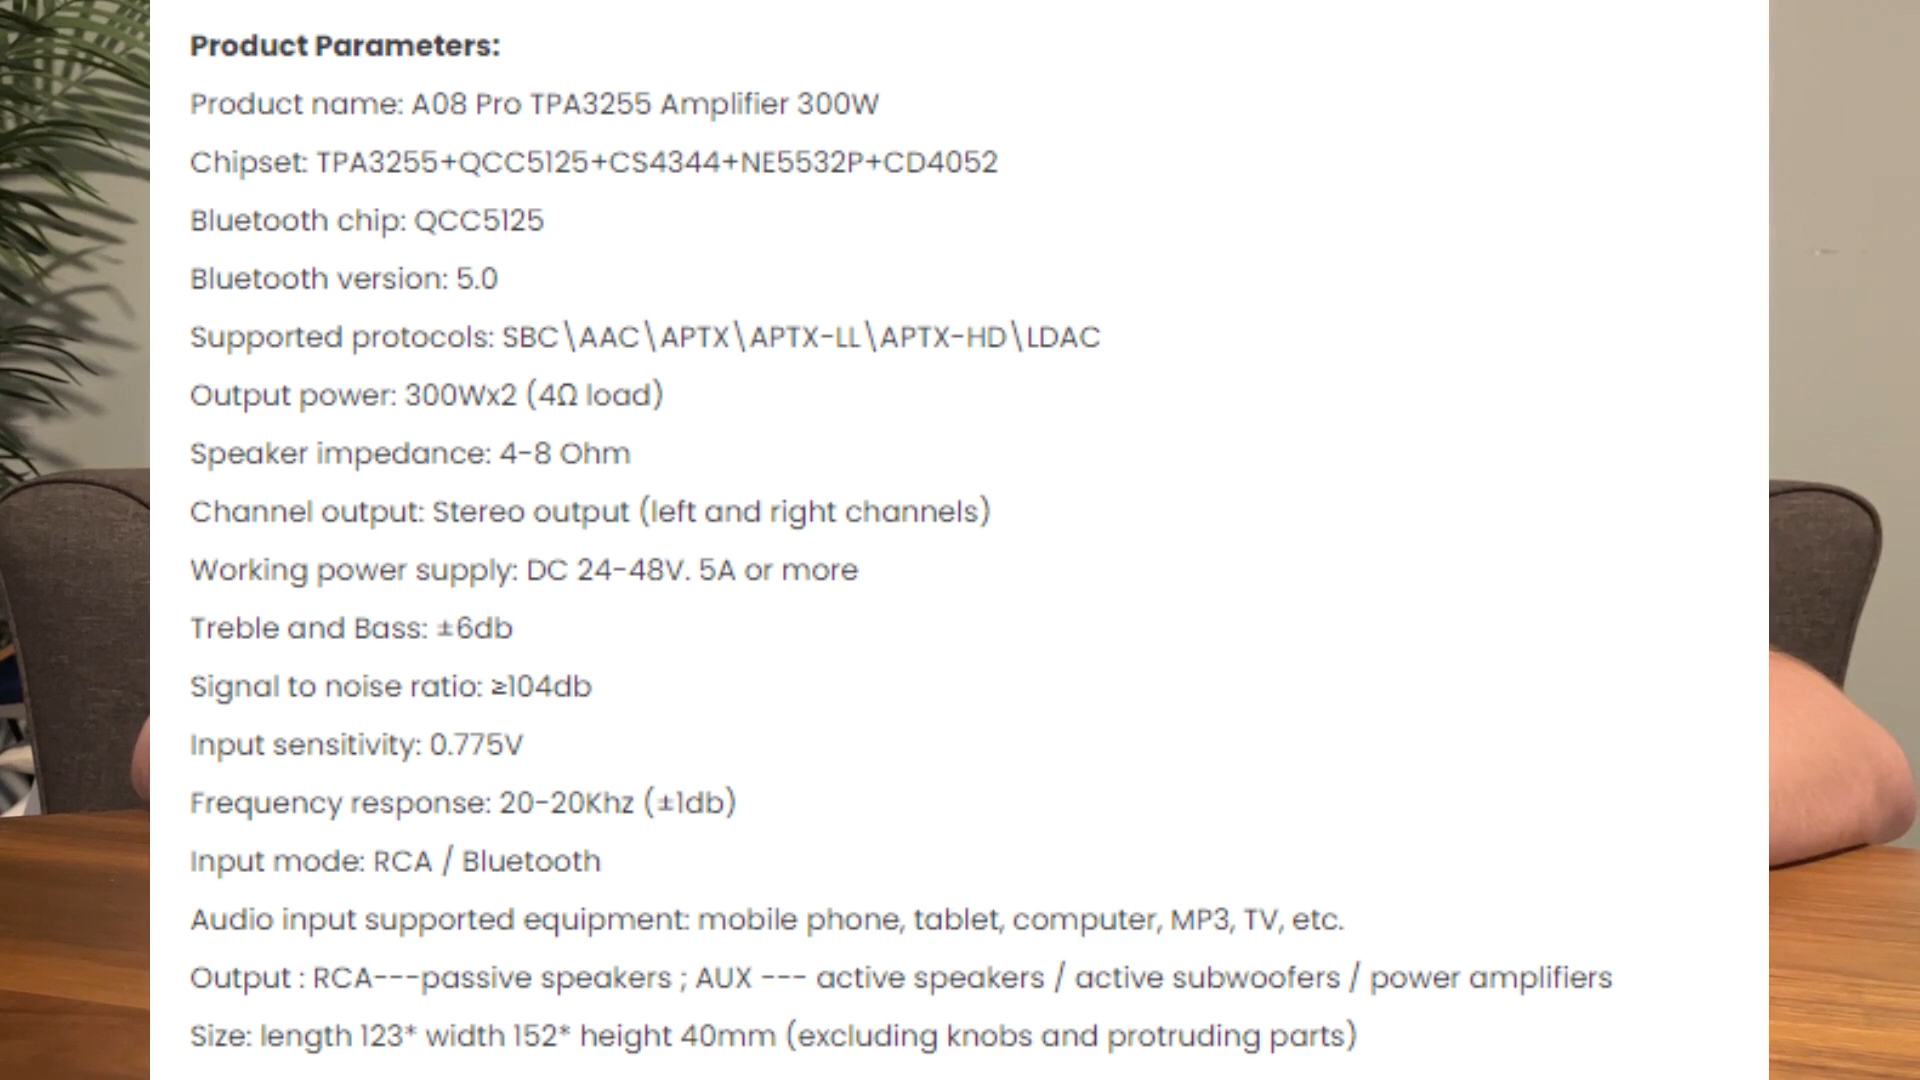 Product Parameters:
Product name: A08 Pro TPA3255 Amplifier 300W
Chipset: TPA3255+QCC5125+CS4344+NE5532P+CD4052
Bluetooth chip: QCC5125
Bluetooth version: 5.0
Supported protocols: SBC\AAC\APTX\APTX-LL\APTX-HD\LDAC
Output power: 300Wx2 (4Ω load)
Speaker impedance: 4-8 Ohm
Channel output: Stereo output (left and right channels)
Working power supply: DC 24-48V. 5A or more
Treble and Bass: ±6db
Signal to noise ratio: ≥104db
Input sensitivity: 0.775V
Frequency response: 20-20Khz (±1db)
Input mode: RCA / Bluetooth
Audio input supported equipment: mobile phone, tablet, computer, MP3, TV, etc.
Output : RCA---passive speakers ; AUX --- active speakers / active subwoofers / power amplifiers
Size: length 123* width 152* height 40mm (excluding knobs and protruding parts)